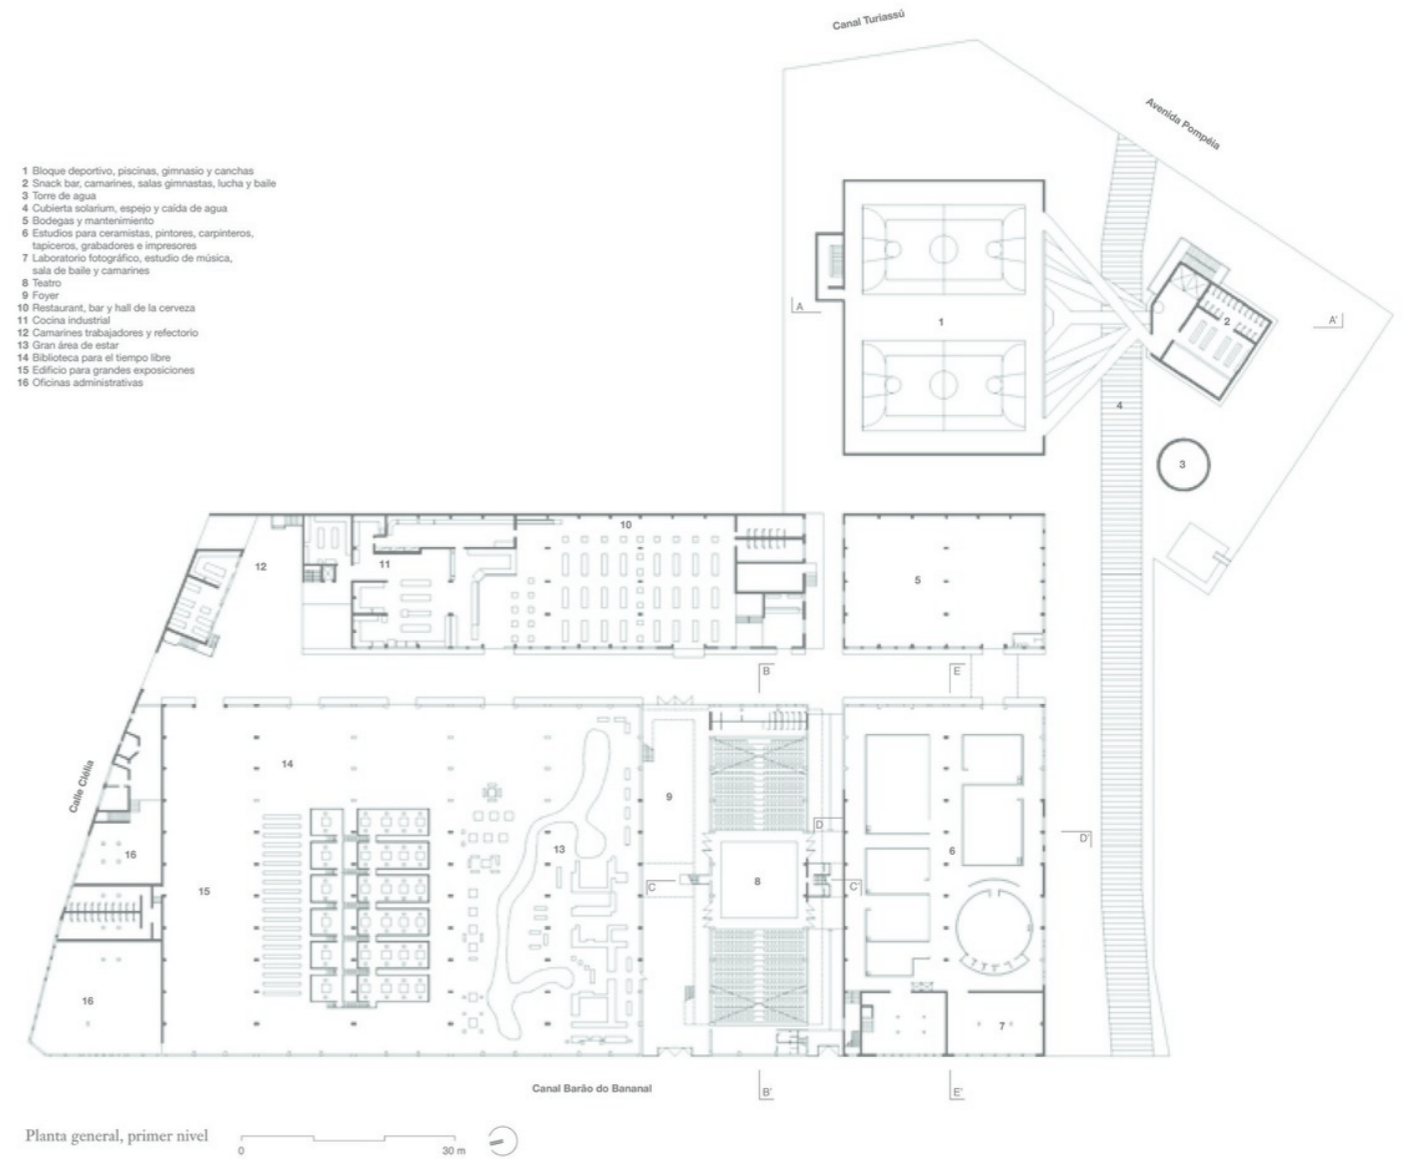 Canal Turiassú
Avenida Pompéia
1 Bloque deportivo, piscinas, gimnasio y canchas
2 Snack bar, camarines, salas gimnastas, lucha y baile
3 Torre de agua
4 Cubierta solarium, espejo y caída de agua
5 Bodegas y mantenimiento
6 Estudios para ceramistas, pintores, carpinteros,
tapiceros, grabadores e impresores
7 Laboratorio fotográfico, estudio de música,
sala de baile y camarines
8 Teatro
9 Foyer
10 Restaurant, bar y hall de la cerveza
11 Cocina industrial
12 Camarines trabajadores y refectorio
13 Gran área de estar
14 Biblioteca para el tiempo libre
15 Edificio para grandes exposiciones
16 Oficinas administrativas
A
1
2
A'
4
3
10
12
11
5
B
E
Calle Clélia
14
9
D
D'
13
6
16
15
C
8
C'
16
7
Canal Barão do Bananal
B'
E'
Planta general, primer nivel
0
30 m